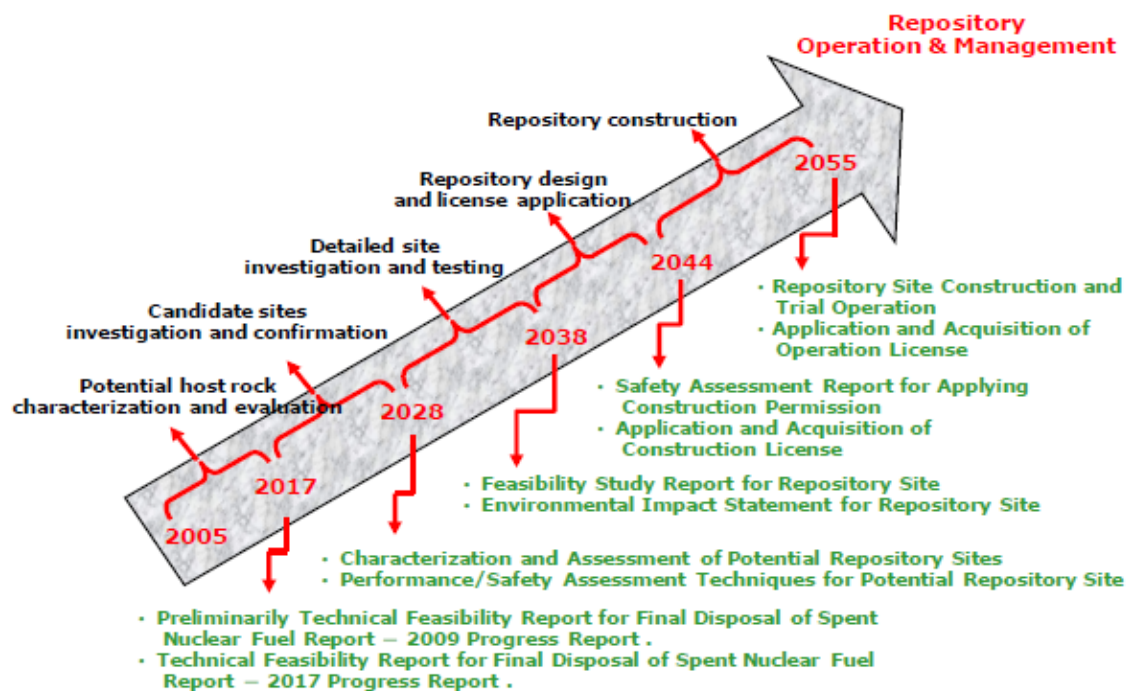 Repository
Operation & Management
Repository construction
2055
Repository design
and license application
2044
Detailed site
investigation and testing
2038
Candidate sites
investigation and confirmation
2028
Potential host rock
characterization and evaluation
2017
2005
· Repository Site Construction and
Trial Operation
· Application and Acquisition of
Operation License
· Safety Assessment Report for Applying
Construction Permission
· Application and Acquisition of
Construction License
· Feasibility Study Report for Repository Site
· Environmental Impact Statement for Repository Site
· Characterization and Assessment of Potential Repository Sites
· Performance/Safety Assessment Techniques for Potential Repository Site
· Preliminarily Technical Feasibility Report for Final Disposal of Spent
Nuclear Fuel Report – 2009 Progress Report .
· Technical Feasibility Report for Final Disposal of Spent Nuclear Fuel
Report – 2017 Progress Report .